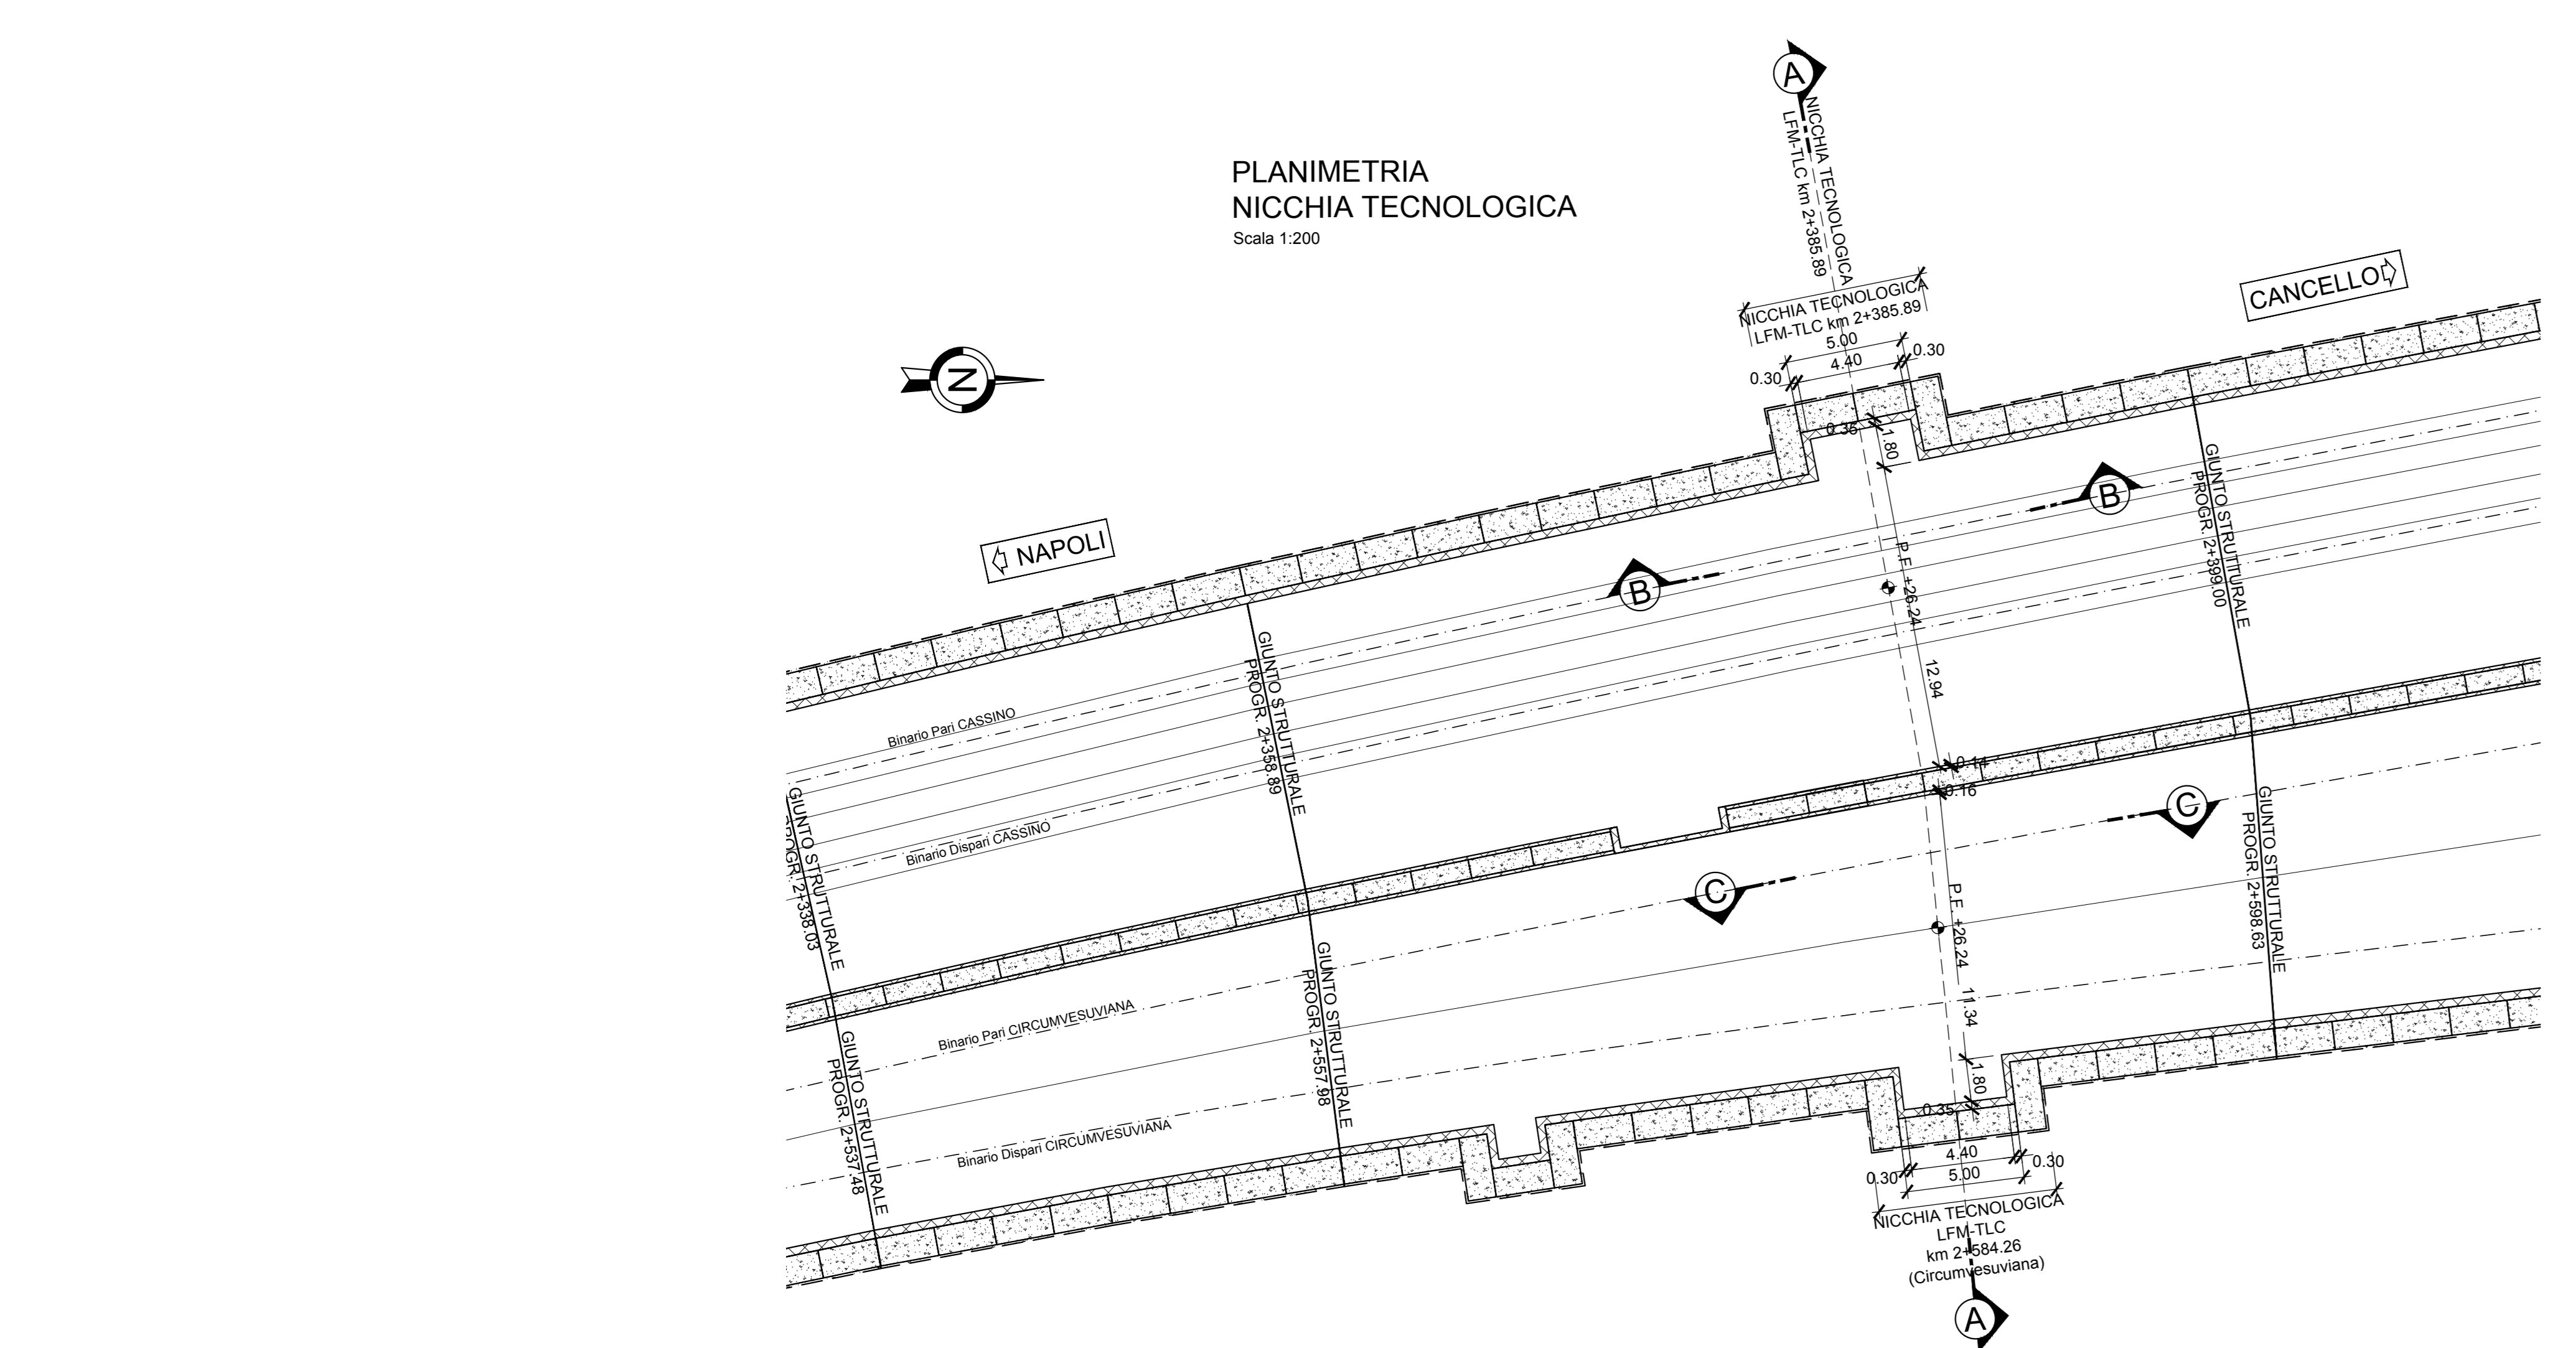 A
NICCHIA TECNOLOGICA
LFM-TLC km 2+385.89
PLANIMETRIA
NICCHIA TECNOLOGICA
Scala 1:200
CANCELLO
NICCHIA TECNOLOGICA
LFM-TLC km 2+385.89
5.00
0.30
4.40
0.30
0.35
1.80
N
NAPOLI
B
B
GIUNTO STRUTTURALE
PROGR. 2+399.00
P.F. +26.24
12.94
GIUNTO STRUTTURALE
PROGR. 2+358.89
Binario Pari CASSINO
Binario Dispari CASSINO
GIUNTO STRUTTURALE
PROGR. 2+338.03
0.14
0.16
C
C
GIUNTO STRUTTURALE
PROGR. 2+598.63
P.F. +26.24
11.34
GIUNTO STRUTTURALE
PROGR. 2+557.98
Binario Pari CIRCUMVESUVIANA
Binario Dispari CIRCUMVESUVIANA
GIUNTO STRUTTURALE
PROGR. 2+537.48
1.80
0.35
4.40
0.30
0.30
5.00
NICCHIA TECNOLOGICA
LFM-TLC
km 2+584.26
(Circumvesuviana)
A